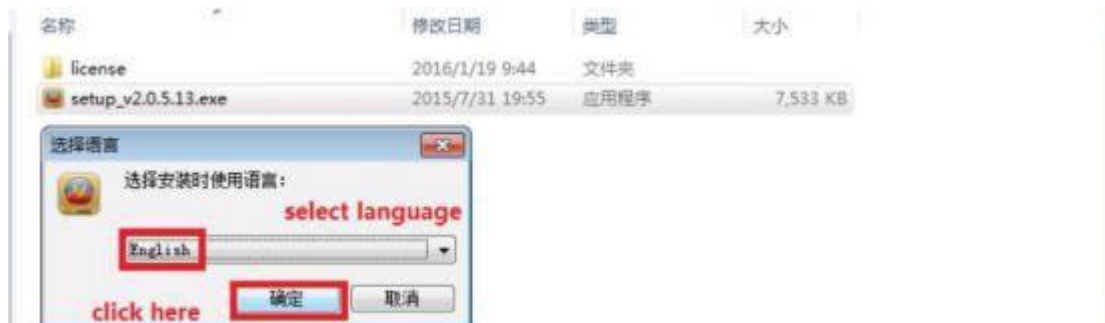 名称 修改日期 类型 大小
license 2016/1/19 9:44 文件夹
setup_v2.0.5.13.exe 2015/7/31 19:55 应用程序 7,533 KB
选择语言
选择安装时使用语言:
select language
English
确定 取消
click here